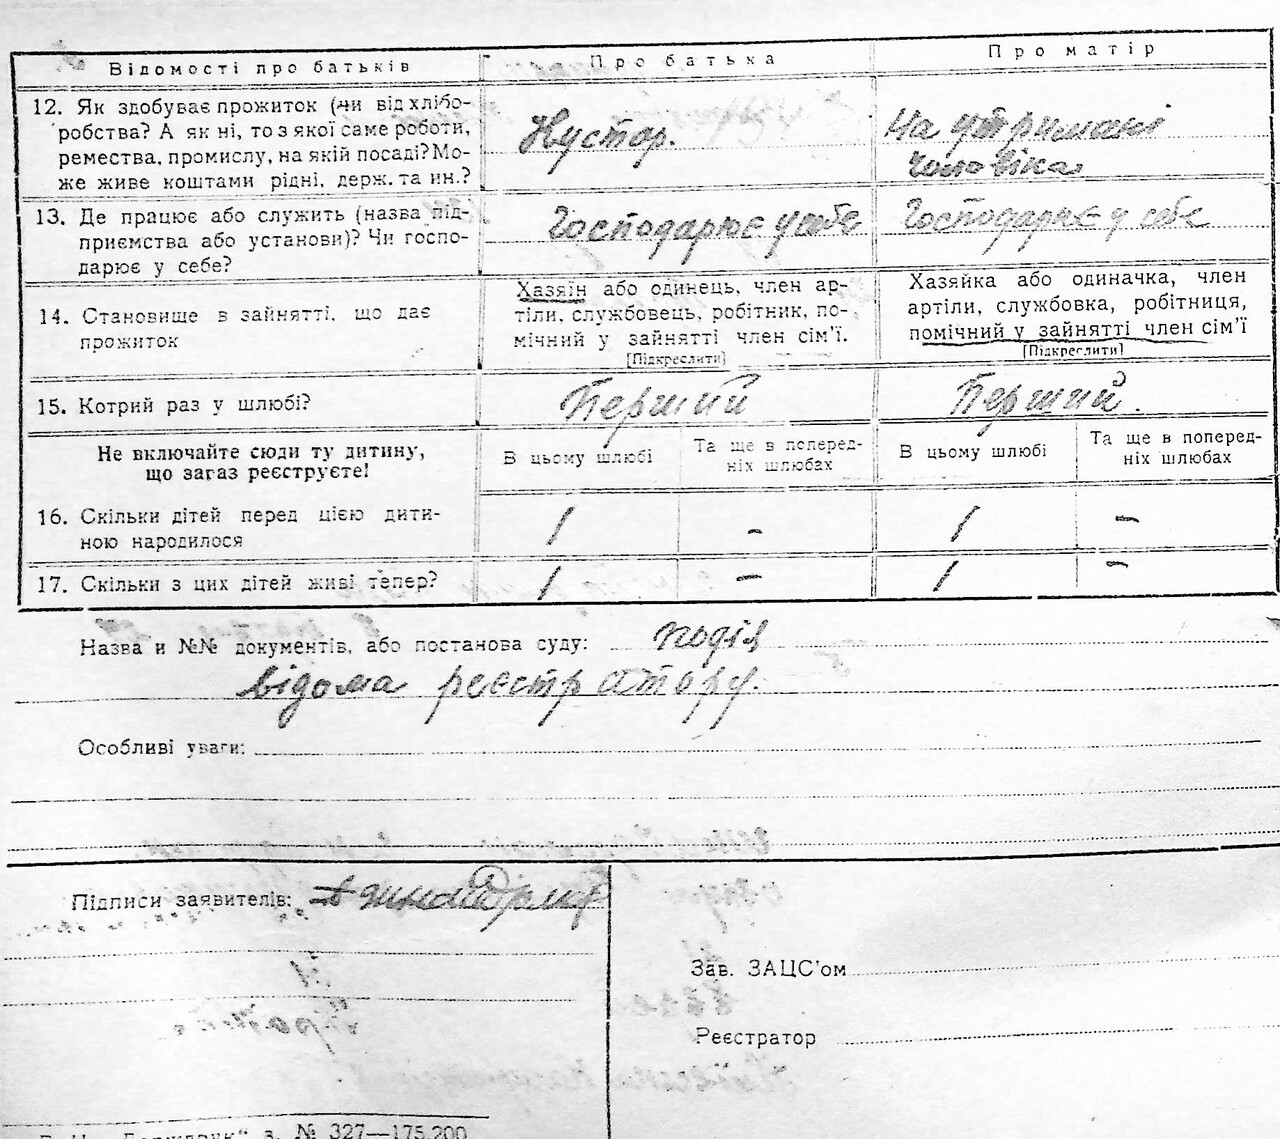 Відомості про батьків
Про батька
Про матір
12. Як здобуває прожиток (чи від хлібо-
робства? А як ні, то з якої саме роботи,
ремества, промислу, на якій посаді? Мо-
же живе коштами рідні, держ. та ин.?
Кустар.
На утримані
чоловіка
13. Де працює або служить (назва під-
приємства або установи)? Чи госпо-
дарює у себе?
Господарює у себе
Господарює у себе
14. Становище в зайнятті, що дає
прожиток
Хазяїн або одинець, член ар-
тіли, службовець, робітник, по-
мічний у зайнятті член сім’ї.
[Підкреслити]
Хазяйка або одиначка, член
артіли, службовка, робітниця,
помічний у зайнятті член сім’ї
[Підкреслити]
15. Котрий раз у шлюбі?
Перший
Перший.
Не включайте сюди ту дитину,
що загаз реєструєте!
В цьому шлюбі
Та ще в поперед-
ніх шлюбах
В цьому шлюбі
Та ще в поперед-
ніх шлюбах
16. Скільки дітей перед цією дити-
ною народилося
1
-
1
-
17. Скільки з цих дітей живі тепер?
1
-
1
-
Назва и №№ документів, або постанова суду: подія
відома реєстратору.
Особливі уваги:
Підписи заявителів:
Зав. ЗАЦС’ом
Реєстратор
з. № 327—175.200